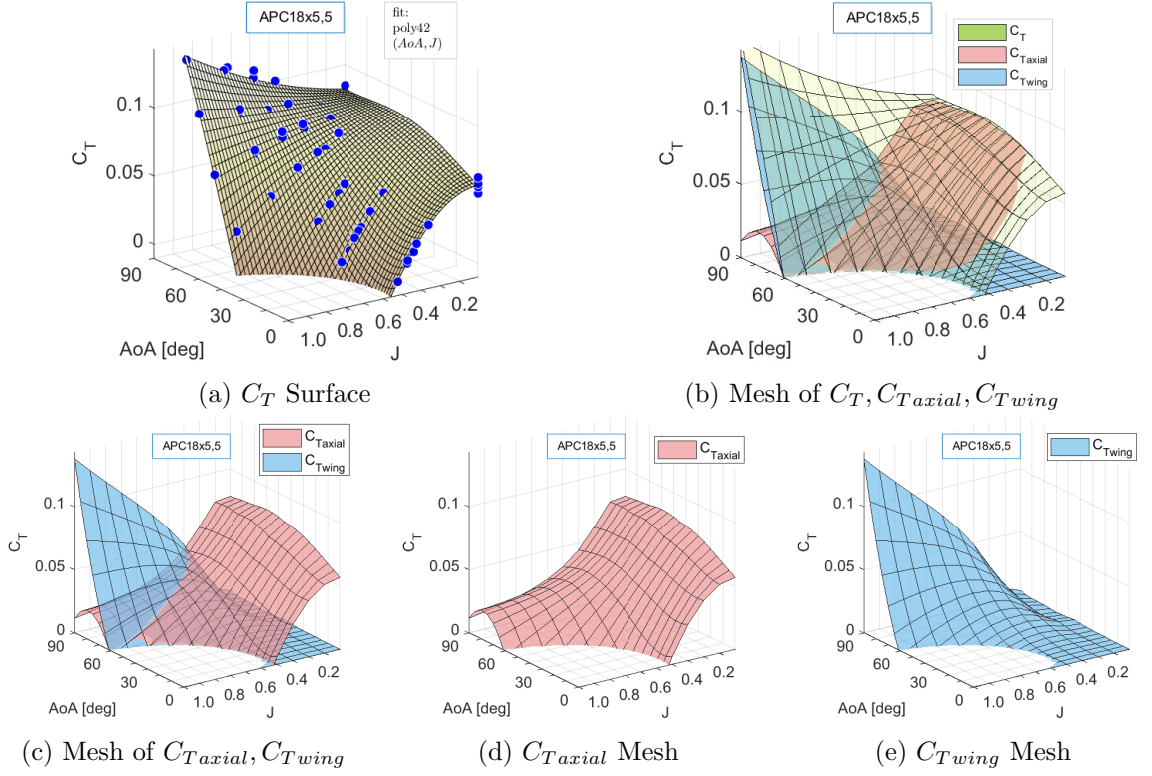 APC18x5,5
fit:
poly42
(AoA, J)
C_T
0.1
0.05
0
90
60
30
0
AoA [deg]
1.0
0.8
0.6
0.4
0.2
J
(a) C_T Surface
APC18x5,5
C_T
C_Taxial
C_Twing
C_T
0.1
0.05
0
90
60
30
0
AoA [deg]
1.0
0.8
0.6
0.4
0.2
J
(b) Mesh of C_T, C_Taxial, C_Twing
APC18x5,5
C_Taxial
C_Twing
C_T
0.1
0.05
0
90
60
30
0
AoA [deg]
1.0
0.8
0.6
0.4
0.2
J
(c) Mesh of C_Taxial, C_Twing
APC18x5,5
C_Taxial
C_T
0.1
0.05
0
90
60
30
0
AoA [deg]
1.0
0.8
0.6
0.4
0.2
J
(d) C_Taxial Mesh
APC18x5,5
C_Twing
C_T
0.1
0.05
0
90
60
30
0
AoA [deg]
1.0
0.8
0.6
0.4
0.2
J
(e) C_Twing Mesh